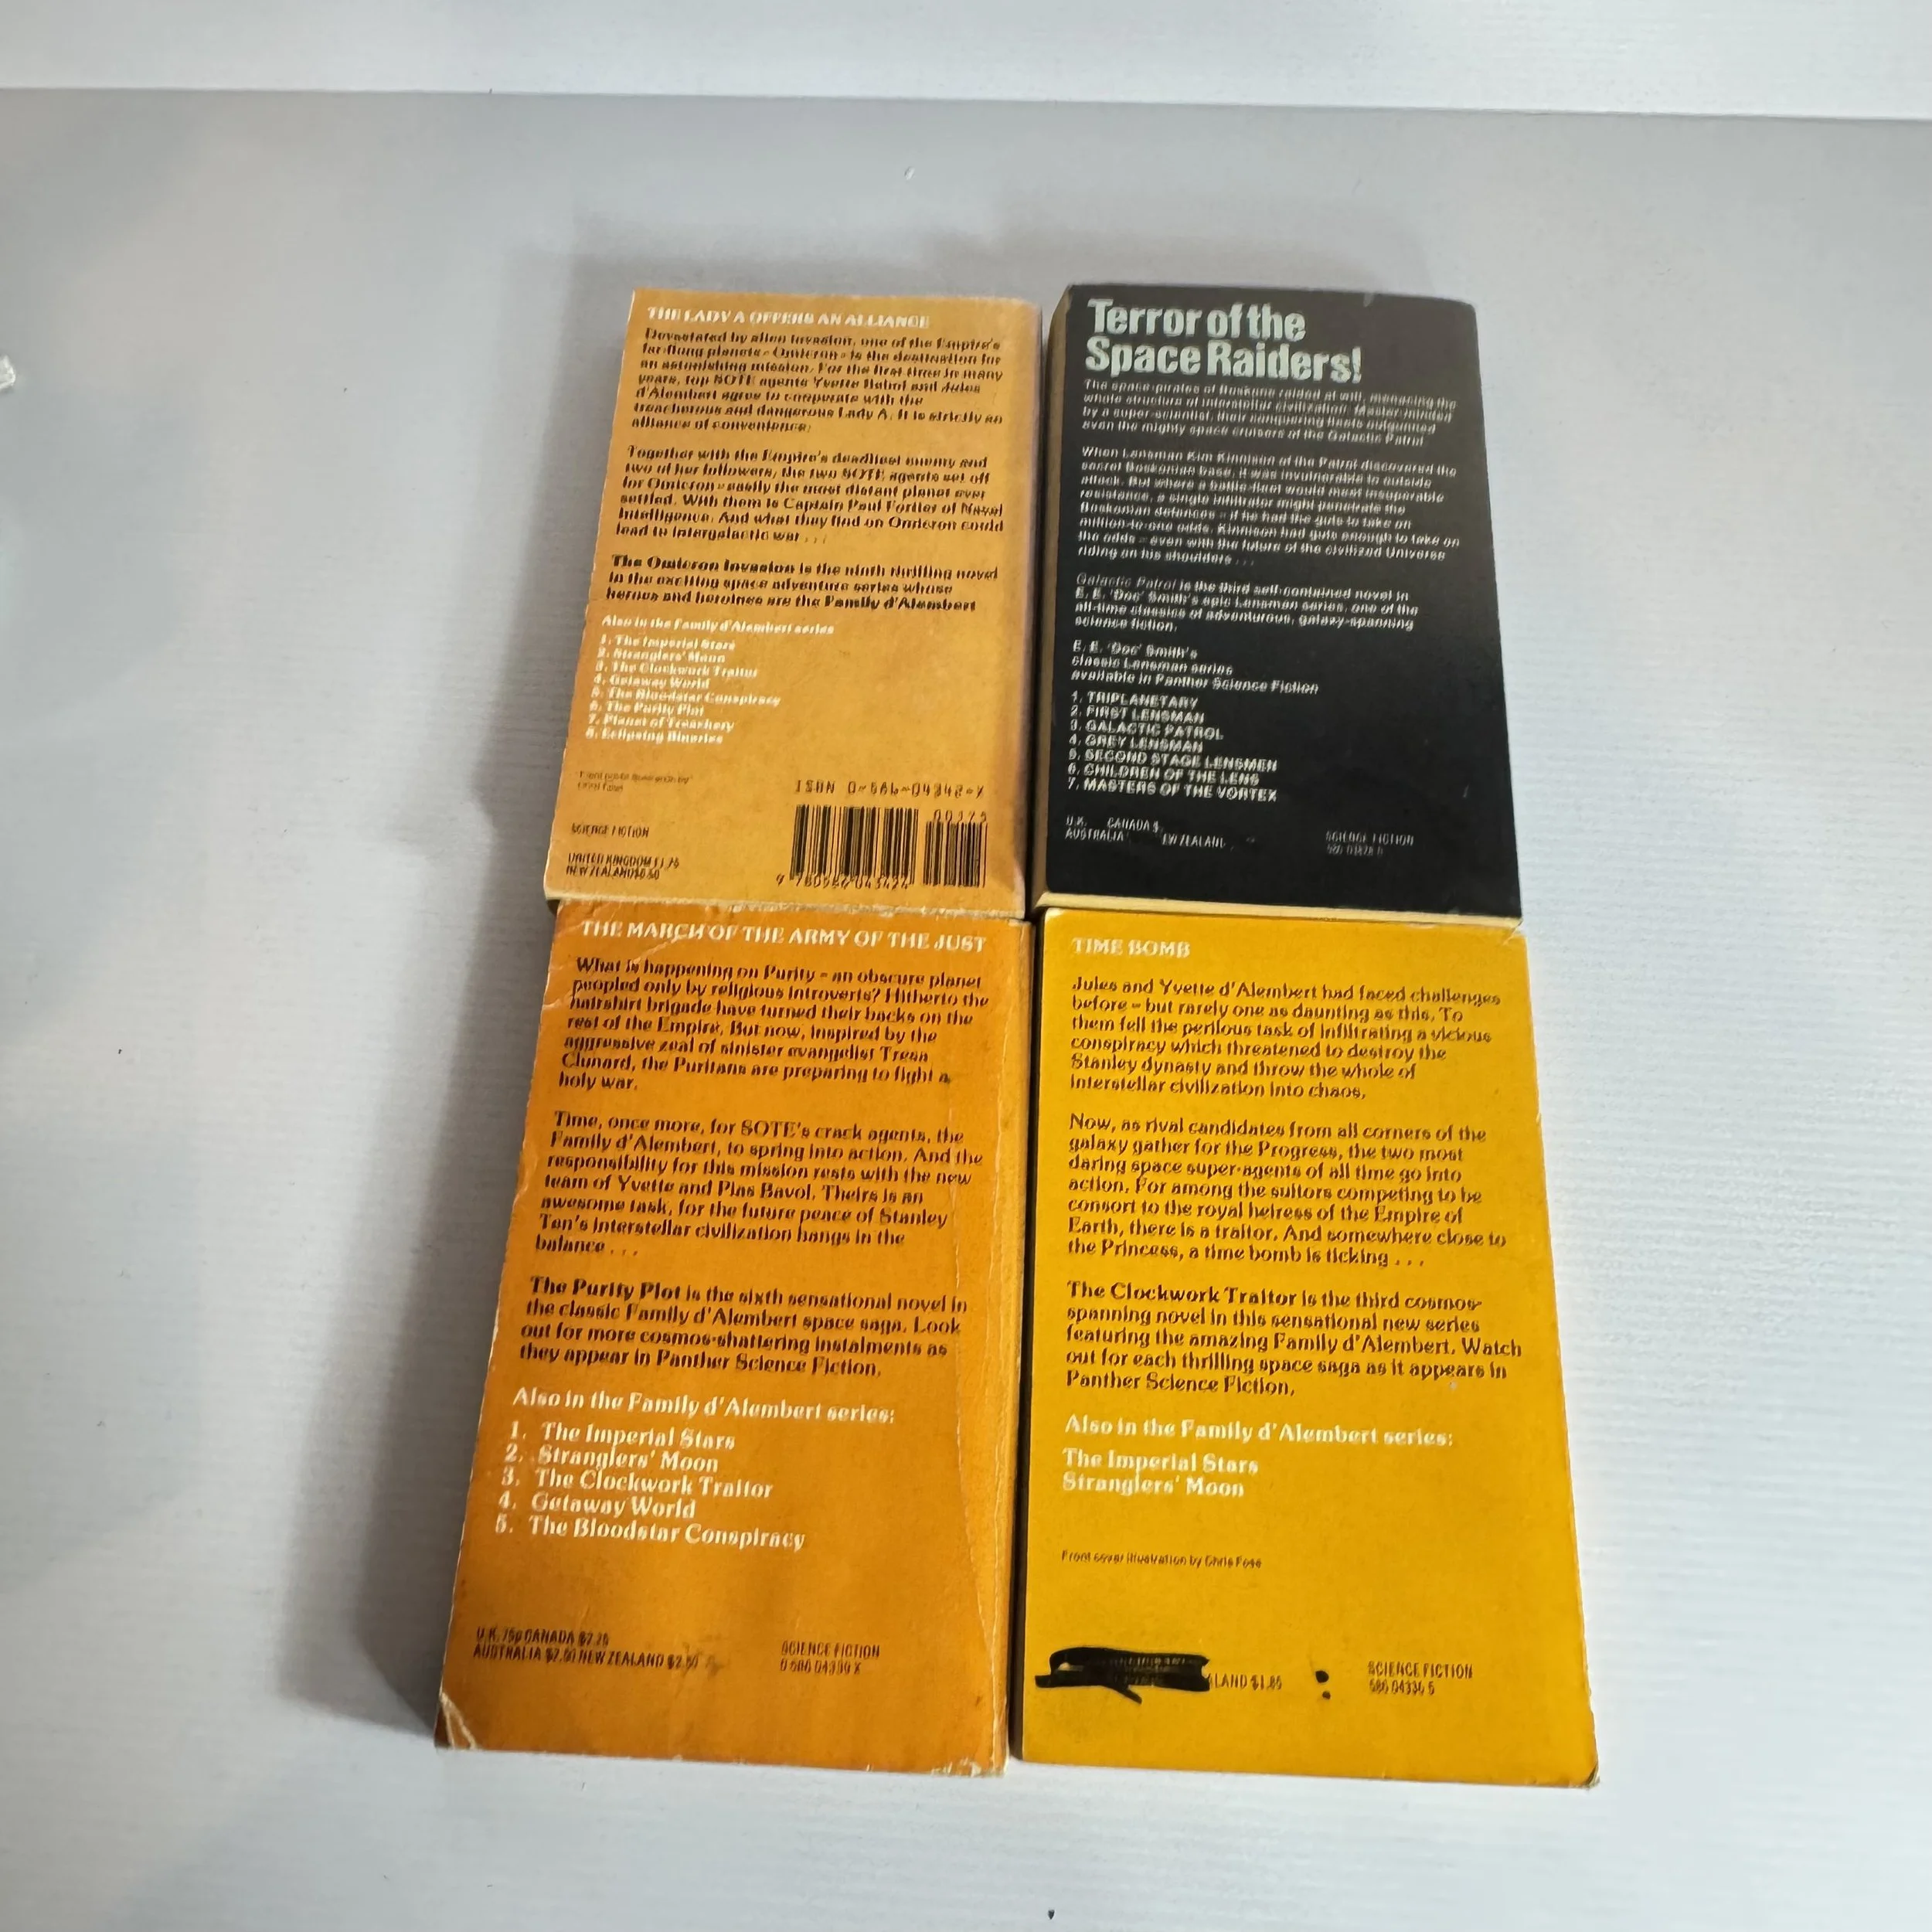 THE LADY A OFFERS AN ALLIANCE
Devastated by alien invasion, one of the Empire's
far-flung planets - Omicron - is the destination for
an astonishing mission. For the first time in many
years, top SOTE agents Yvette Bavol and Jules
d'Alembert agree to cooperate with the
treacherous and dangerous Lady A. It is strictly an
alliance of convenience.
Together with the Empire's deadliest enemy and
two of her followers, the two SOTE agents set off
for Omicron - easily the most distant planet ever
settled. With them is Captain Paul Fortier of Naval
Intelligence. And what they find on Omicron could
lead to intergalactic war . . .
The Omicron Invasion is the ninth thrilling novel
in the exciting space adventure series whose
heroes and heroines are the Family d'Alembert
Also in the Family d'Alembert series
1. The Imperial Stars
2. Stranglers' Moon
3. The Clockwork Traitor
4. Getaway World
5. The Bloodstar Conspiracy
6. The Purity Plot
7. Planet of Treachery
8. Eclipsing Binaries
ISBN 0-586-04342-X
00175
SCIENCE FICTION
UNITED KINGDOM £1.75
NEW ZEALAND $6.50
9 780586 043424
Terror of the
Space Raiders!
The space-pirates of Boskone raided at will, menacing the
whole structure of interstellar civilization. Master-minded
by a super-scientist, their conquering fleets outgunned
even the mighty space cruisers of the Galactic Patrol
When Lensman Kim Kinnison of the Patrol discovered the
secret Boskonian base, it was invulnerable to outside
attack. But where a battle-fleet would meet insuperable
resistance, a single infiltrator might penetrate the
Boskonian defences - if he had the guts to take on
million-to-one odds. Kinnison had guts enough to take on
the odds - even with the future of the civilized Universe
riding on his shoulders . . .
Galactic Patrol is the third self-contained novel in
E. E. 'Doc' Smith's epic Lensman series, one of the
all-time classics of adventurous, galaxy-spanning
science fiction.
E. E. 'Doc' Smith's
classic Lensman series
available in Panther Science Fiction
1. TRIPLANETARY
2. FIRST LENSMAN
3. GALACTIC PATROL
4. GREY LENSMAN
5. SECOND STAGE LENSMEN
6. CHILDREN OF THE LENS
7. MASTERS OF THE VORTEX
U.K. CANADA $
AUSTRALIA EW ZEALAND
SCIENCE FICTION
THE MARCH OF THE ARMY OF THE JUST
What is happening on Purity - an obscure planet
peopled only by religious introverts? Hitherto the
hairshirt brigade have turned their backs on the
rest of the Empire. But now, inspired by the
aggressive zeal of sinister evangelist Tresa
Clunard, the Puritans are preparing to fight a
holy war.
Time, once more, for SOTE's crack agents, the
Family d'Alembert, to spring into action. And the
responsibility for this mission rests with the new
team of Yvette and Pias Bavol. Theirs is an
awesome task, for the future peace of Stanley
Ten's interstellar civilization hangs in the
balance . . .
The Purity Plot is the sixth sensational novel in
the classic Family d'Alembert space saga. Look
out for more cosmos-shattering instalments as
they appear in Panther Science Fiction.
Also in the Family d'Alembert series:
1. The Imperial Stars
2. Stranglers' Moon
3. The Clockwork Traitor
4. Getaway World
5. The Bloodstar Conspiracy
U.K. 75p CANADA $2.25
AUSTRALIA NEW ZEALAND
SCIENCE FICTION
TIME BOMB
Jules and Yvette d'Alembert had faced challenges
before - but rarely one as daunting as this. To
them fell the perilous task of infiltrating a vicious
conspiracy which threatened to destroy the
Stanley dynasty and throw the whole of
interstellar civilization into chaos.
Now, as rival candidates from all corners of the
galaxy gather for the Progress, the two most
daring space super-agents of all time go into
action. For among the suitors competing to be
consort to the royal heiress of the Empire of
Earth, there is a traitor. And somewhere close to
the Princess, a time bomb is ticking . . .
The Clockwork Traitor is the third cosmos-
spanning novel in this sensational new series
featuring the amazing Family d'Alembert. Watch
out for each thrilling space saga as it appears in
Panther Science Fiction.
Also in the Family d'Alembert series:
The Imperial Stars
Stranglers' Moon
Front cover illustration by Chris Foss
LAND $1.85
SCIENCE FICTION
586 04335 5